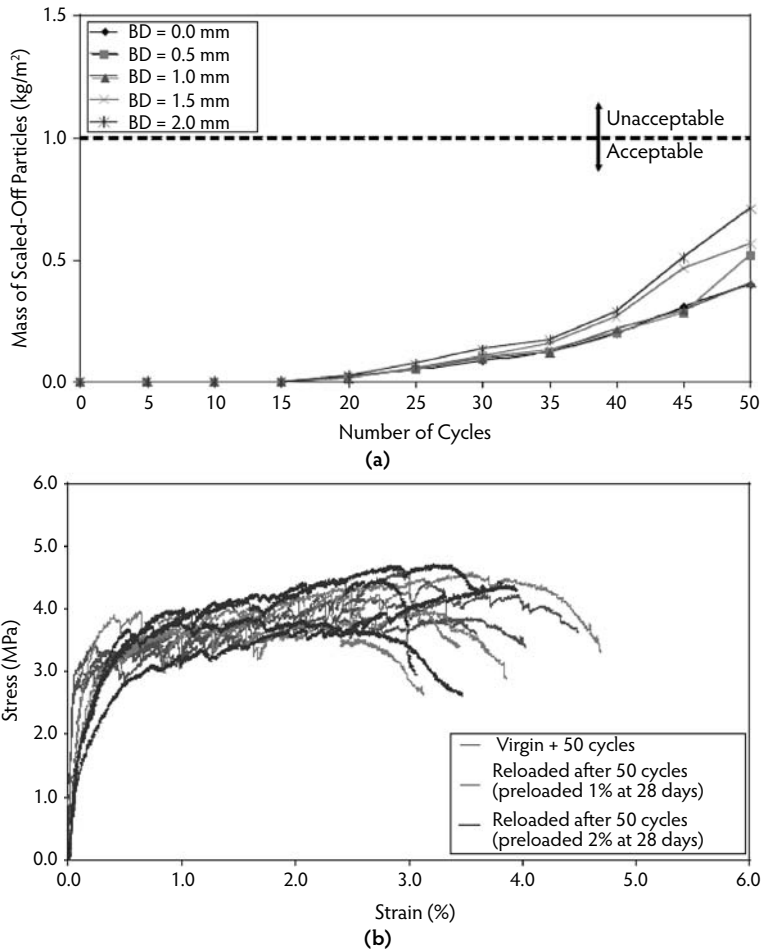 1.5
BD = 0.0 mm
BD = 0.5 mm
BD = 1.0 mm
BD = 1.5 mm
BD = 2.0 mm
Mass of Scaled-Off Particles (kg/m²)
Unacceptable
1.0
Acceptable
0.5
0.0
0 5 10 15 20 25 30 35 40 45 50
Number of Cycles
(a)
6.0
5.0
4.0
Stress (MPa)
3.0
2.0
Virgin + 50 cycles
Reloaded after 50 cycles
(preloaded 1% at 28 days)
1.0
Reloaded after 50 cycles
(preloaded 2% at 28 days)
0.0
0.0 1.0 2.0 3.0 4.0 5.0 6.0
Strain (%)
(b)